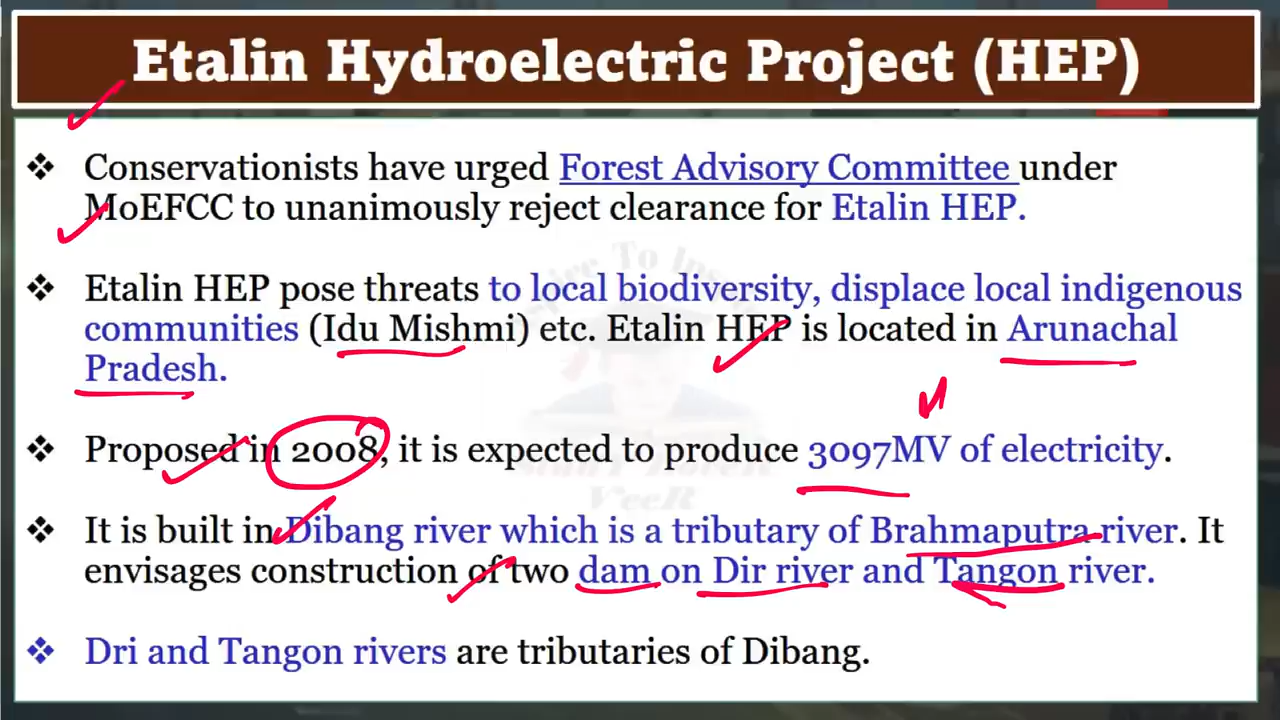 Etalin Hydroelectric Project (HEP)
❖ Conservationists have urged Forest Advisory Committee under
MoEFCC to unanimously reject clearance for Etalin HEP.
❖ Etalin HEP pose threats to local biodiversity, displace local indigenous
communities (Idu Mishmi) etc. Etalin HEP is located in Arunachal
Pradesh.
❖ Proposed in 2008, it is expected to produce 3097MV of electricity.
❖ It is built in Dibang river which is a tributary of Brahmaputra river. It
envisages construction of two dam on Dir river and Tangon river.
❖ Dri and Tangon rivers are tributaries of Dibang.